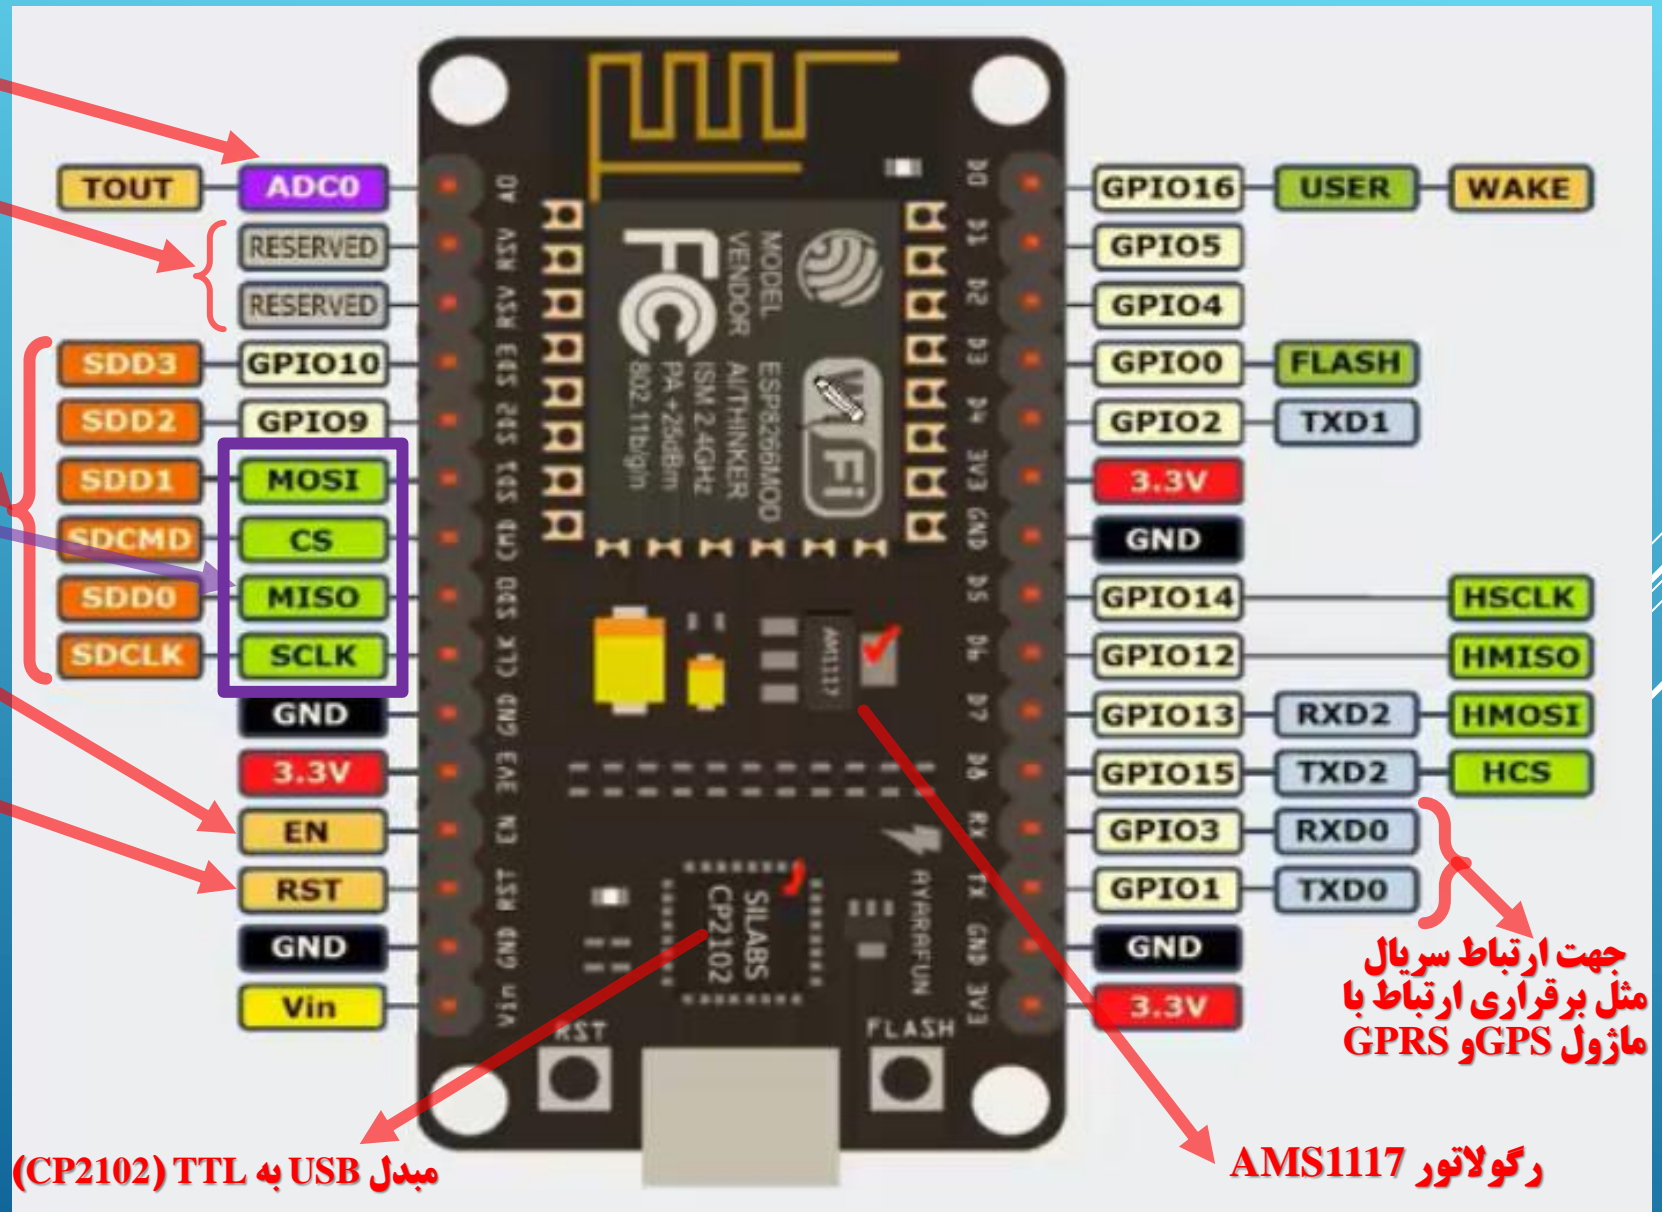 TOUT ADC0
RESERVED
RESERVED
SDD3 GPIO10
SDD2 GPIO9
SDD1 MOSI
SDCMD CS
SDD0 MISO
SDCLK SCLK
GND
3.3V
EN
RST
GND
Vin
A0
RSV
RSV
SD3
SD2
SD1
CMD
SD0
CLK
GND
3V3
EN
RST
GND
Vin
MODEL
VENDOR
ESP8266MOD
AI/THINKER
ISM 2.4GHz
PA +25dBm
802.11b/g/n
FC
Wi Fi
AM1117
SILABS
CP2102
AYARAFUN
RST
FLASH
D0
D1
D2
D3
D4
3V3
GND
D5
D6
D7
D8
RX
TX
GND
3V3
GPIO16 USER WAKE
GPIO5
GPIO4
GPIO0 FLASH
GPIO2 TXD1
3.3V
GND
GPIO14 HSCLK
GPIO12 HMISO
GPIO13 RXD2 HMOSI
GPIO15 TXD2 HCS
GPIO3 RXD0
GPIO1 TXD0
GND
3.3V
جهت ارتباط سریال
مثل برقراری ارتباط با
ماژول GPSو GPRS
رگولاتور AMS1117
مبدل USB به TTL (CP2102)